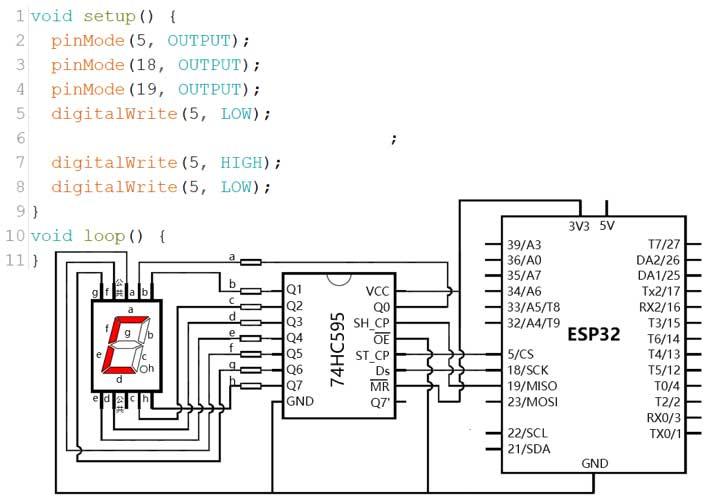 1 void setup() {
2 pinMode(5, OUTPUT);
3 pinMode(18, OUTPUT);
4 pinMode(19, OUTPUT);
5 digitalWrite(5, LOW);
6 ;
7 digitalWrite(5, HIGH);
8 digitalWrite(5, LOW);
9 }
10 void loop() {
11 }
a
b
c
d
e
f
g
h
g f 公共 a b
a
f
b
g
e
c
d
h
e d 公共 c h
Q1
Q2
Q3
Q4
Q5
Q6
Q7
GND
74HC595
VCC
Q0
SH_CP
OE
ST_CP
Ds
MR
Q7'
3V3 5V
39/A3
36/A0
35/A7
34/A6
33/A5/T8
32/A4/T9
5/CS
18/SCK
19/MISO
23/MOSI
22/SCL
21/SDA
ESP32
T7/27
DA2/26
DA1/25
Tx2/17
RX2/16
T3/15
T6/14
T4/13
T5/12
T0/4
T2/2
RX0/3
TX0/1
GND